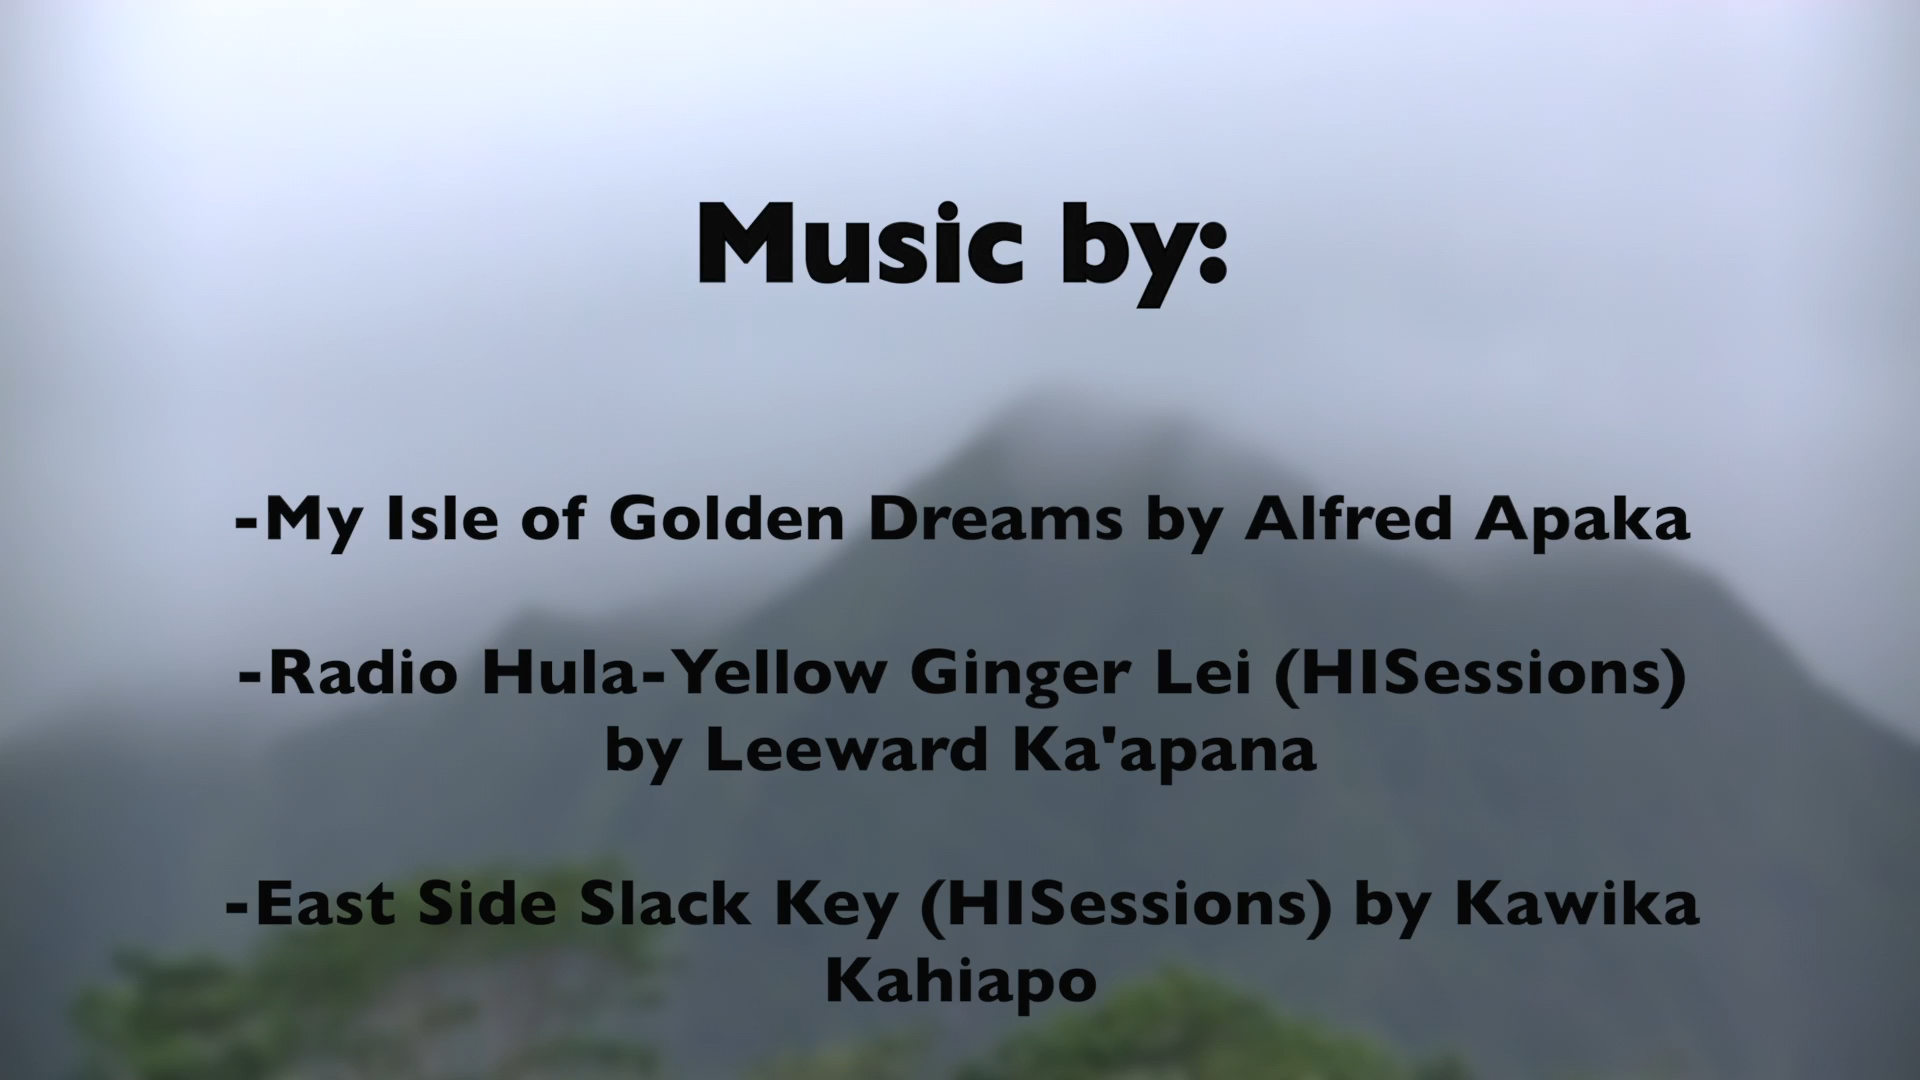 Music by:
-My Isle of Golden Dreams by Alfred Apaka
-Radio Hula-Yellow Ginger Lei (HISessions)
by Leeward Ka'apana
-East Side Slack Key (HISessions) by Kawika
Kahiapo